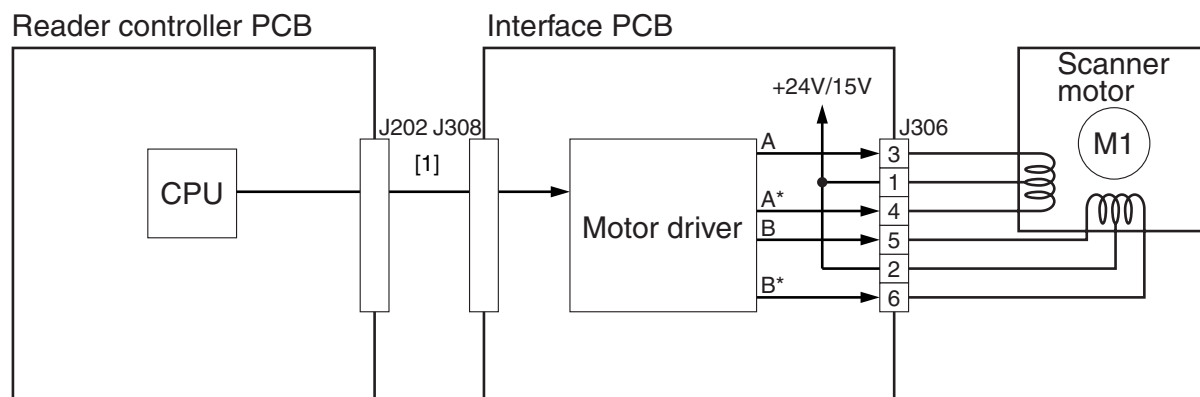 Reader controller PCB
Interface PCB
Scanner
motor
+24V/15V
J202 J308
J306
[1]
CPU
Motor driver
M1
A
3
1
A*
4
B
5
2
B*
6